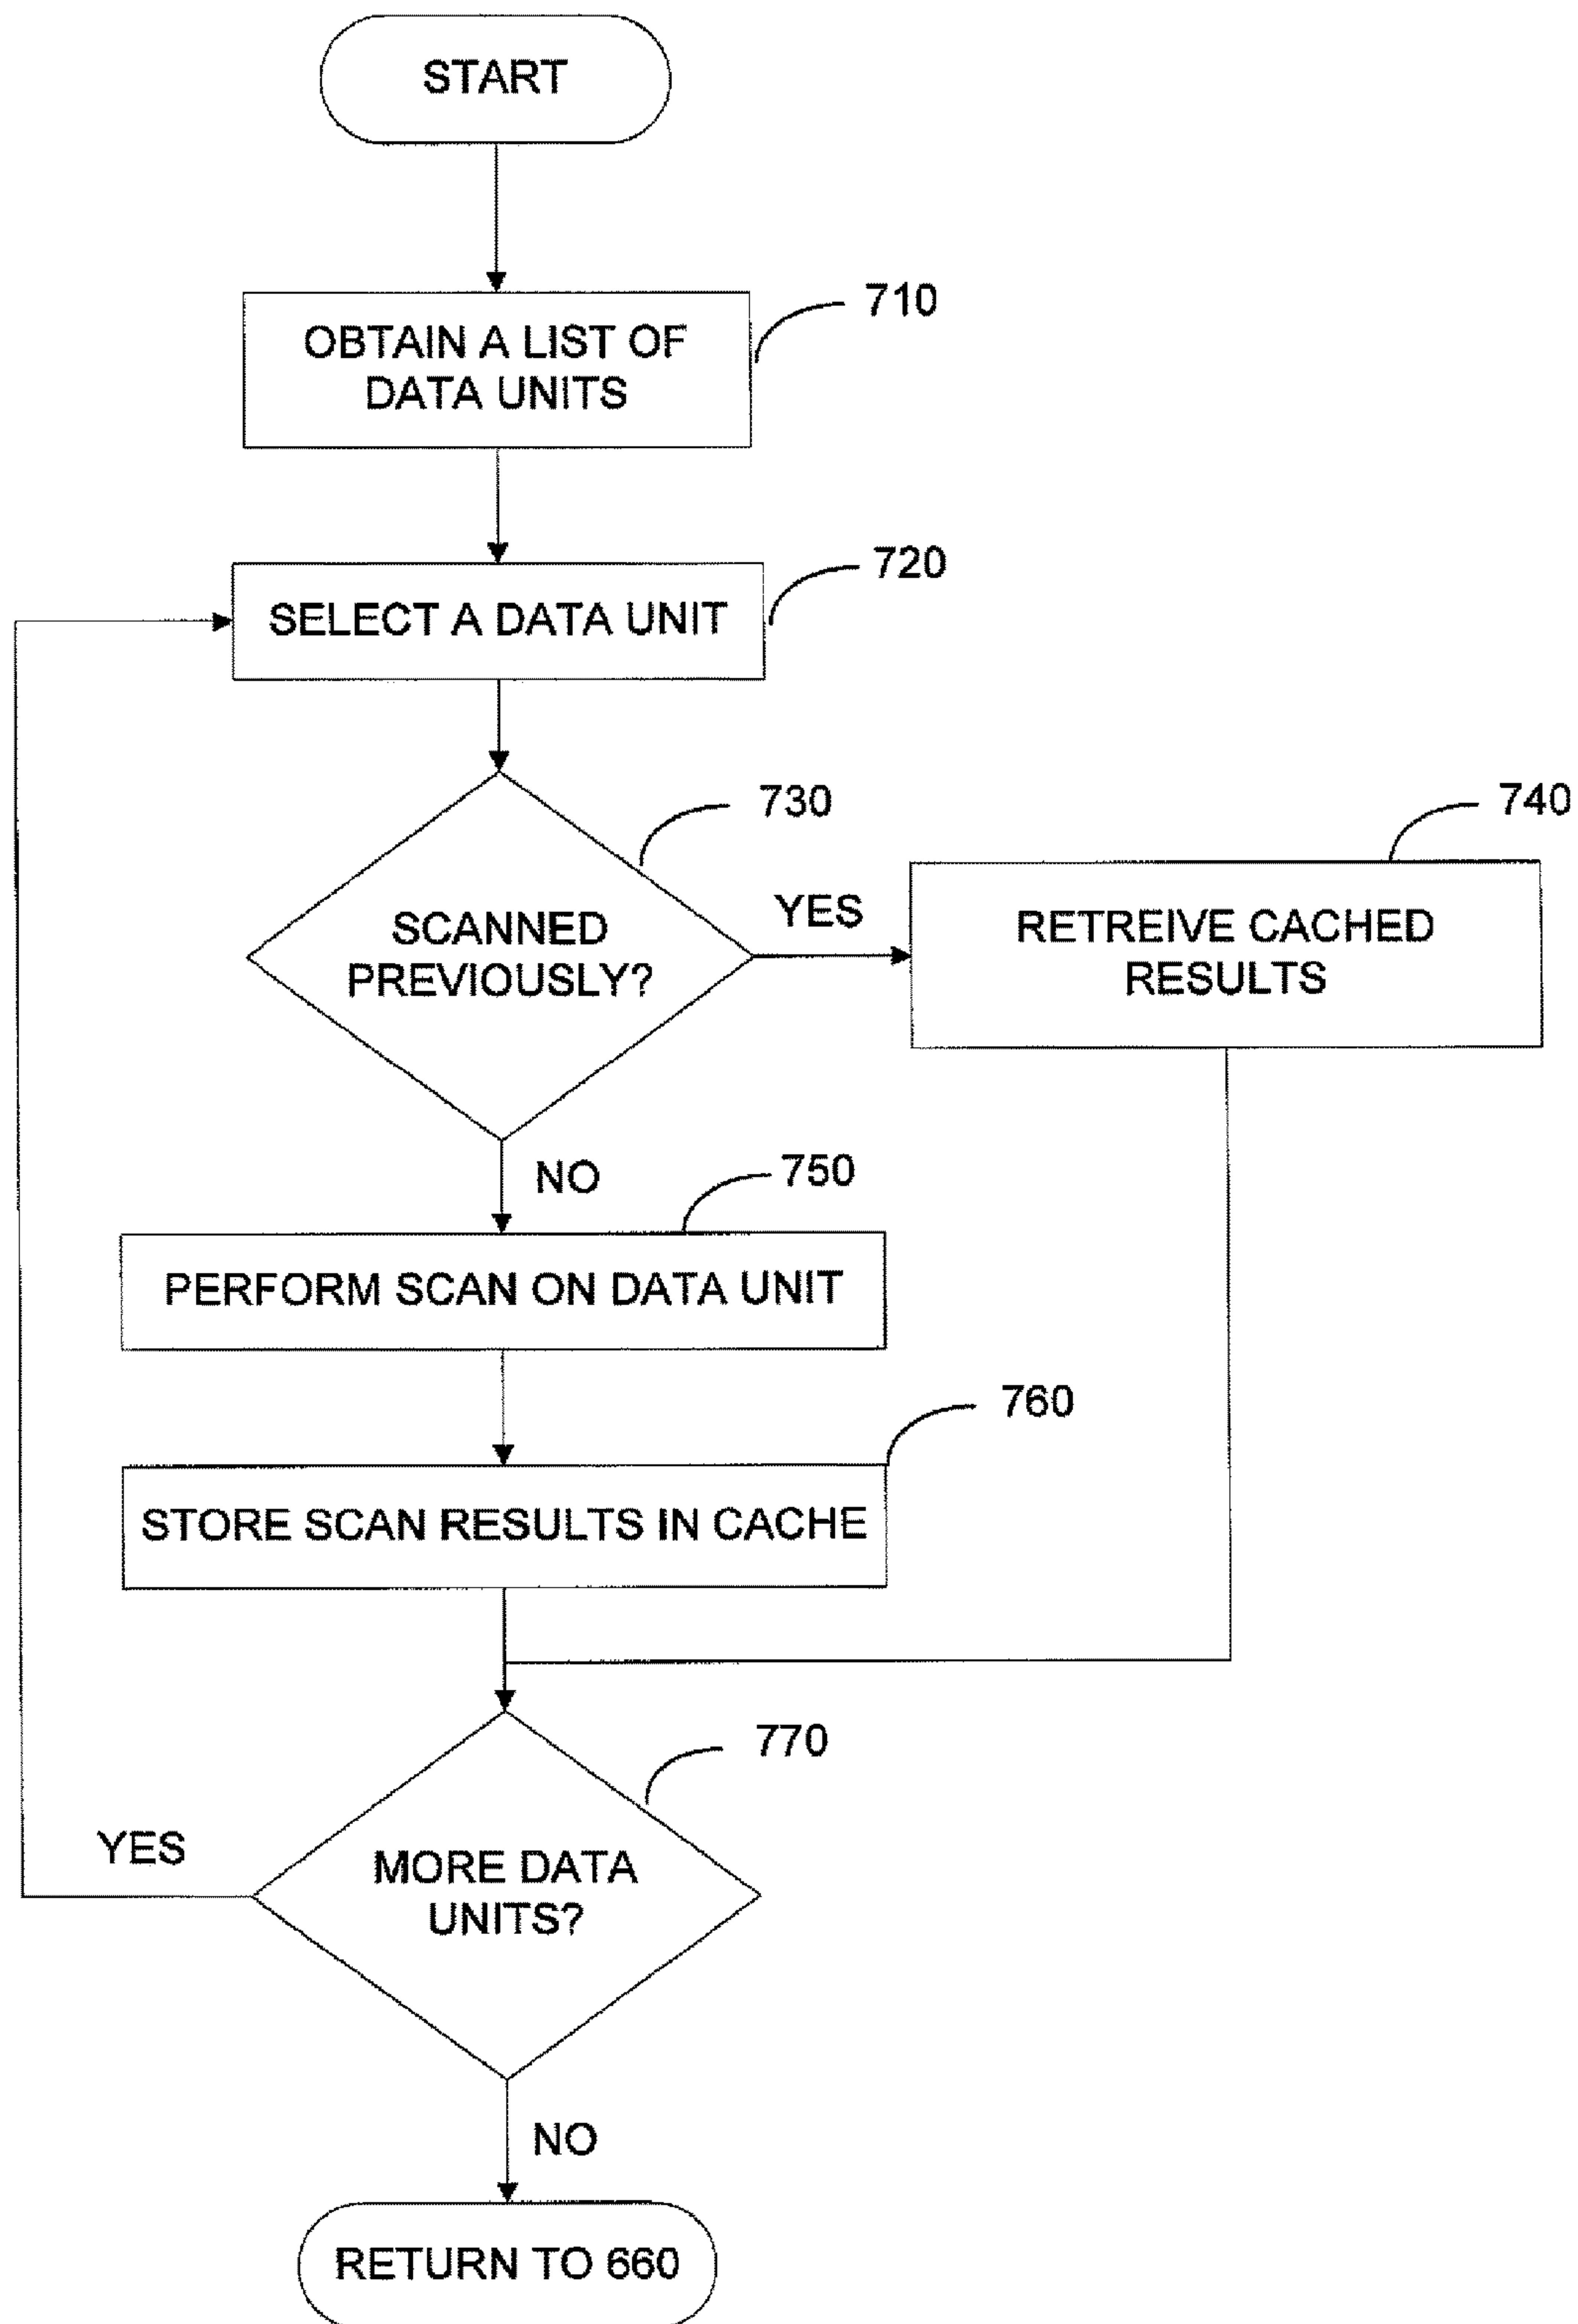 START
710
OBTAIN A LIST OF
DATA UNITS
720
SELECT A DATA UNIT
730
740
SCANNED
PREVIOUSLY?
YES
RETREIVE CACHED
RESULTS
NO
750
PERFORM SCAN ON DATA UNIT
760
STORE SCAN RESULTS IN CACHE
770
YES
MORE DATA
UNITS?
NO
RETURN TO 660